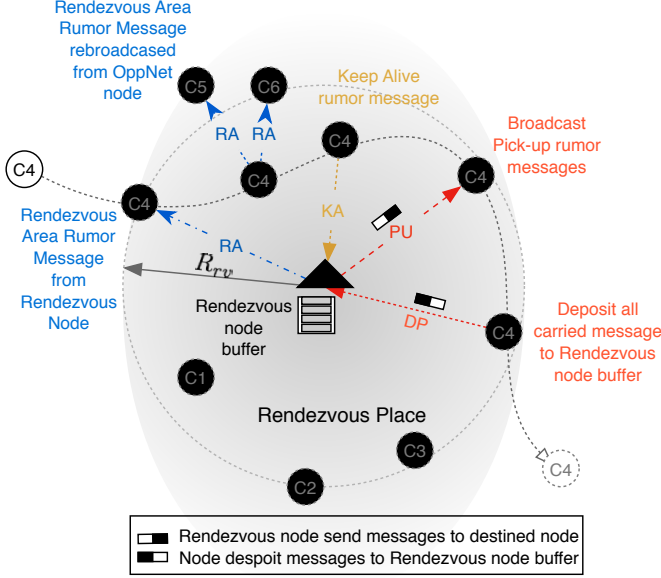 Rendezvous Area
Rumor Message
rebroadcased
from OppNet
node
C5
C6
Keep Alive
rumor message
RA
RA
C4
C4
Broadcast
Pick-up rumor
messages
C4
C4
C4
C4
Rendezvous
Area Rumor
Message
from
Rendezvous
Node
RA
KA
PU
Rrv
Rendezvous
node
buffer
DP
C4
Deposit all
carried message
to Rendezvous
node buffer
C1
Rendezvous Place
C3
C2
C4
Rendezvous node send messages to destined node
Node despoit messages to Rendezvous node buffer